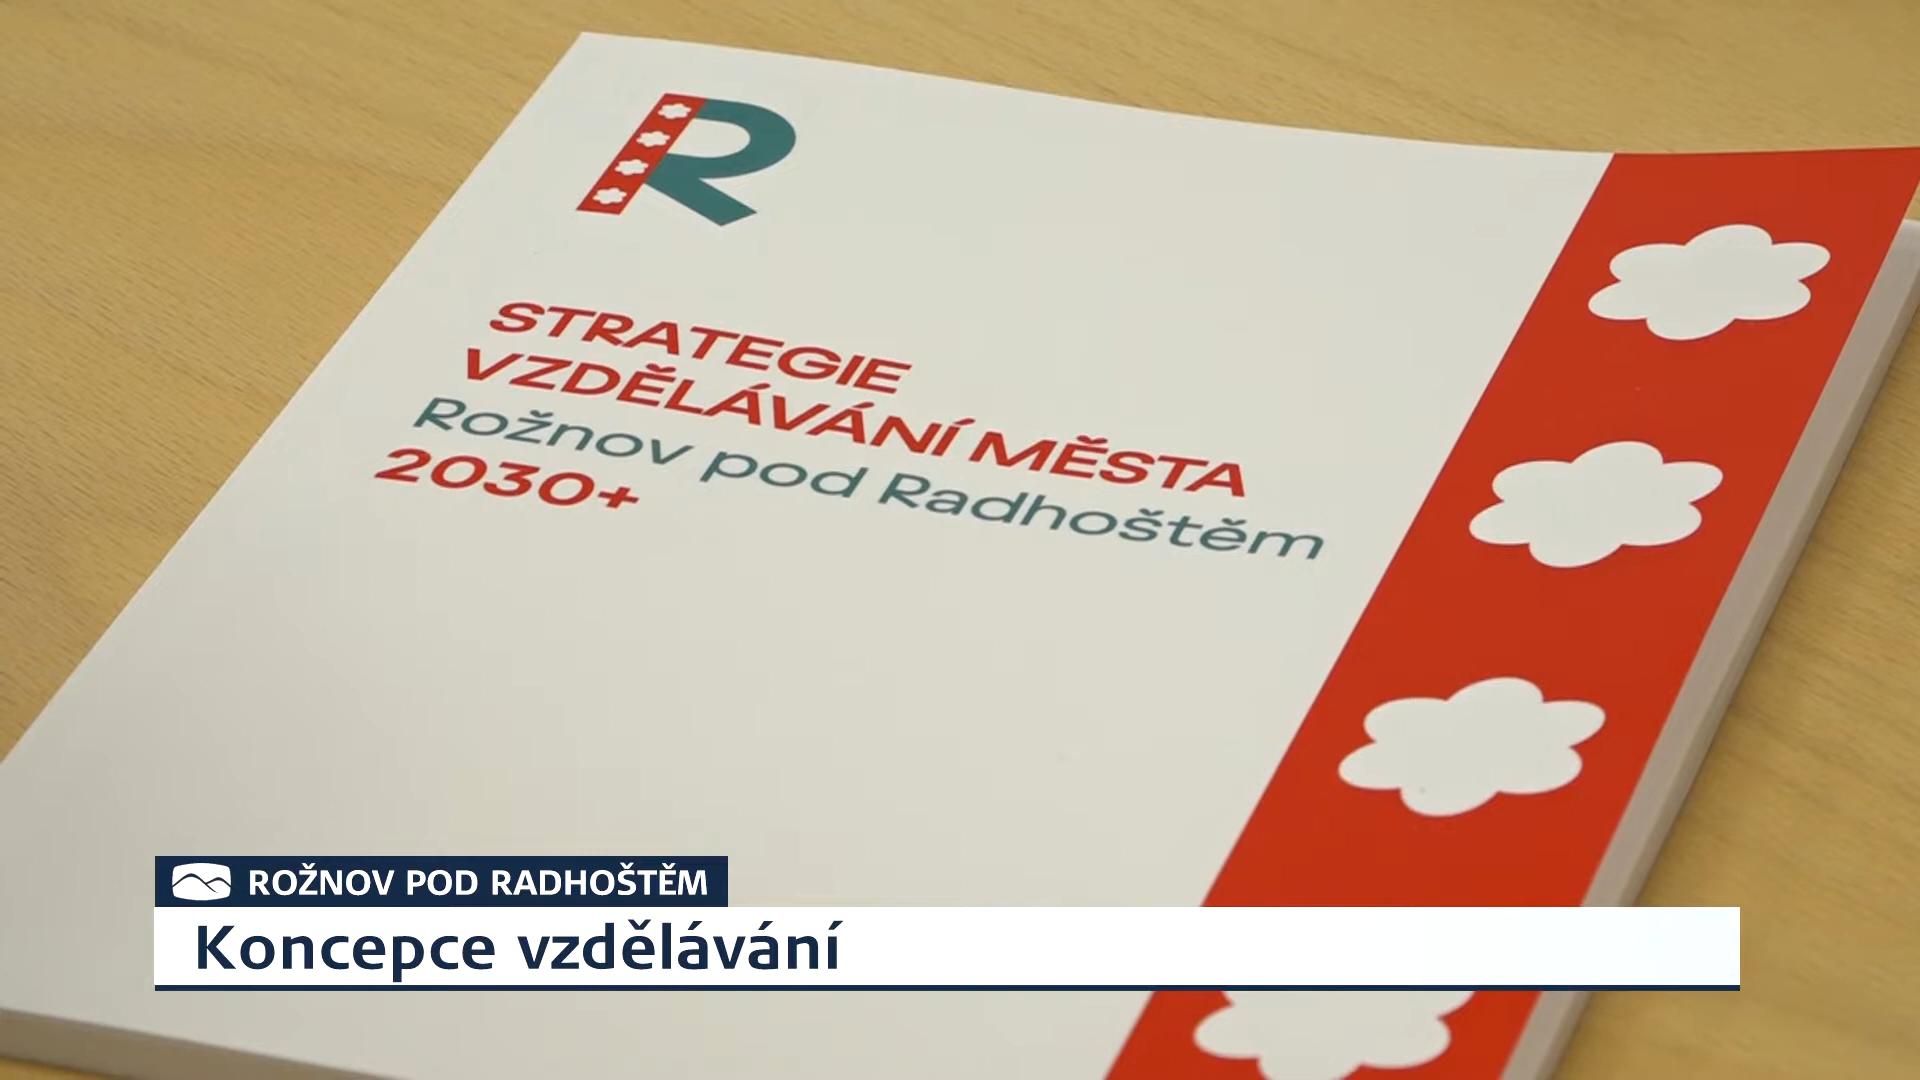 R
STRATEGIE
VZDĚLÁVÁNÍ MĚSTA
Rožnov pod Radhoštěm
2030+
ROŽNOV POD RADHOŠTĚM
Koncepce vzdělávání